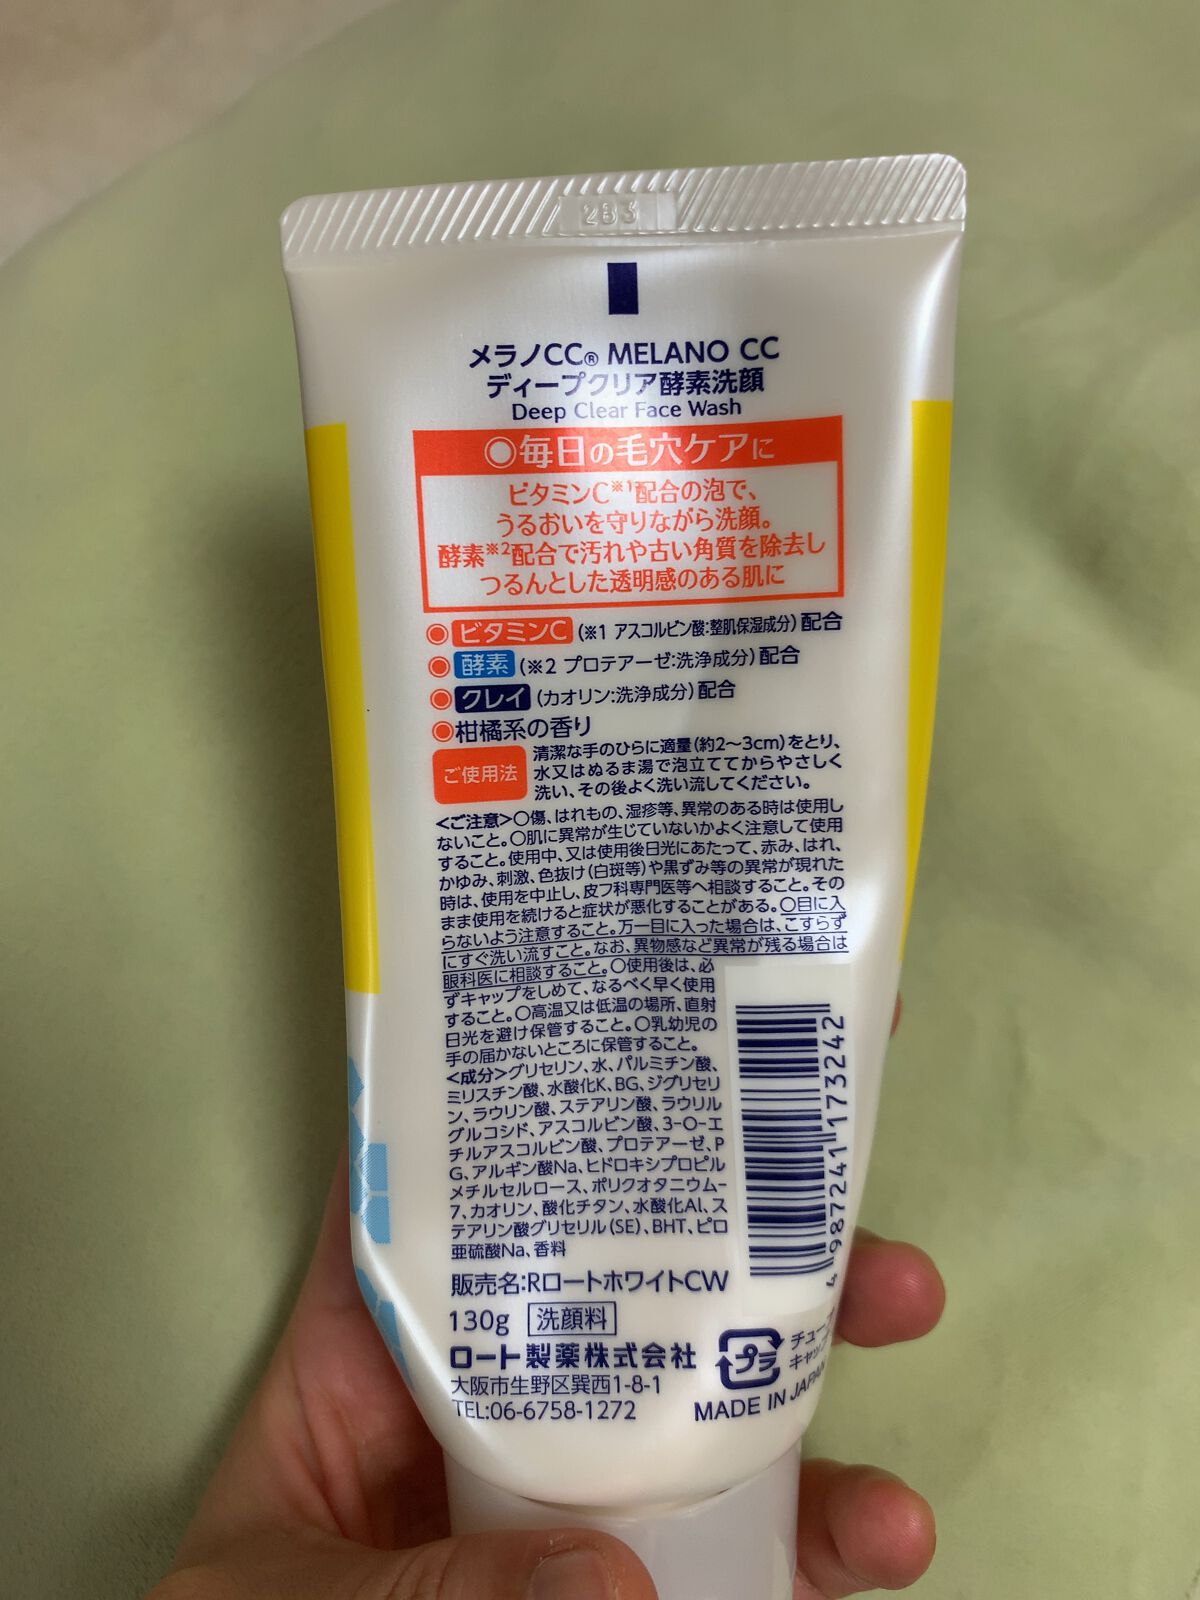 283
メラノCC® MELANO CC
ディープクリア酵素洗顔
Deep Clear Face Wash
◉毎日の毛穴ケアに
ビタミンC※1配合の泡で、
うるおいを守りながら洗顔。
酵素※2配合で汚れや古い角質を除去し
つるんとした透明感のある肌に
◉ビタミンC(※1 アスコルビン酸:整肌保湿成分)配合
◉酵素(※2 プロテアーゼ:洗浄成分)配合
◉クレイ(カオリン:洗浄成分)配合
◉柑橘系の香り
ご使用法
清潔な手のひらに適量(約2〜3cm)をとり、
水又はぬるま湯で泡立ててからやさしく
洗い、その後よく洗い流してください。
<ご注意>○傷、はれもの、湿疹等、異常のある時は使用し
ないこと。○肌に異常が生じていないかよく注意して使用
すること。使用中、又は使用後日光にあたって、赤み、はれ、
かゆみ、刺激、色抜け(白斑等)や黒ずみ等の異常が現れた
時は、使用を中止し、皮フ科専門医等へ相談すること。その
まま使用を続けると症状が悪化することがある。○目に入
らないよう注意すること。万一目に入った場合は、こすらず
にすぐ洗い流すこと。なお、異物感など異常が残る場合は
眼科医に相談すること。○使用後は、必
ずキャップをしめて、なるべく早く使用
すること。○高温又は低温の場所、直射
日光を避け保管すること。○乳幼児の
手の届かないところに保管すること。
<成分>グリセリン、水、パルミチン酸、
ミリスチン酸、水酸化K、BG、ジグリセリ
ン、ラウリン酸、ステアリン酸、ラウリル
グルコシド、アスコルビン酸、3-O-エ
チルアスコルビン酸、プロテアーゼ、P
G、アルギン酸Na、ヒドロキシプロピル
メチルセルロース、ポリクオタニウム-
7、カオリン、酸化チタン、水酸化Al、ス
テアリン酸グリセリル(SE)、BHT、ピロ
亜硫酸Na、香料
4 987241 173242
販売名:RロートホワイトCW
130g 洗顔料
ロート製薬株式会社
大阪市生野区巽西1-8-1
TEL:06-6758-1272
プラ
チューブ
キャップ
MADE IN JAPAN